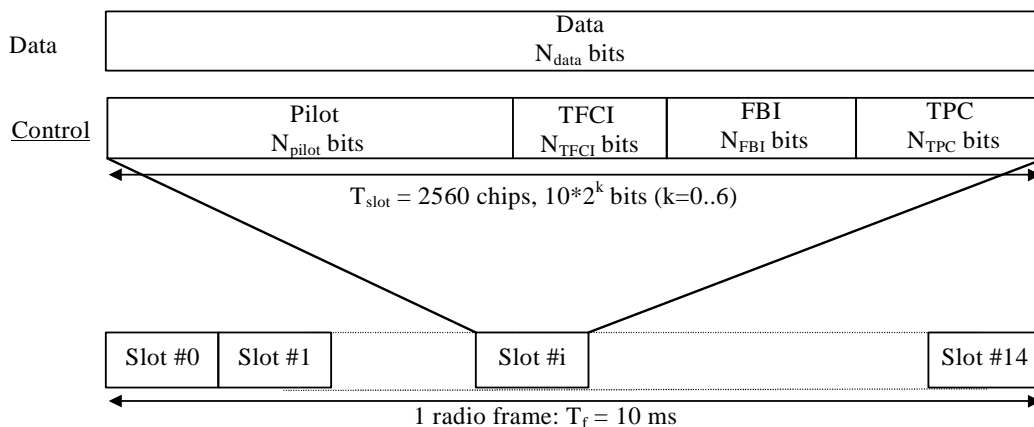 Data
Data
N_data bits
Control
Pilot
N_pilot bits
TFCI
N_TFCI bits
FBI
N_FBI bits
TPC
N_TPC bits
T_slot = 2560 chips, 10*2^k bits (k=0..6)
Slot #0
Slot #1
Slot #i
Slot #14
1 radio frame: T_f = 10 ms